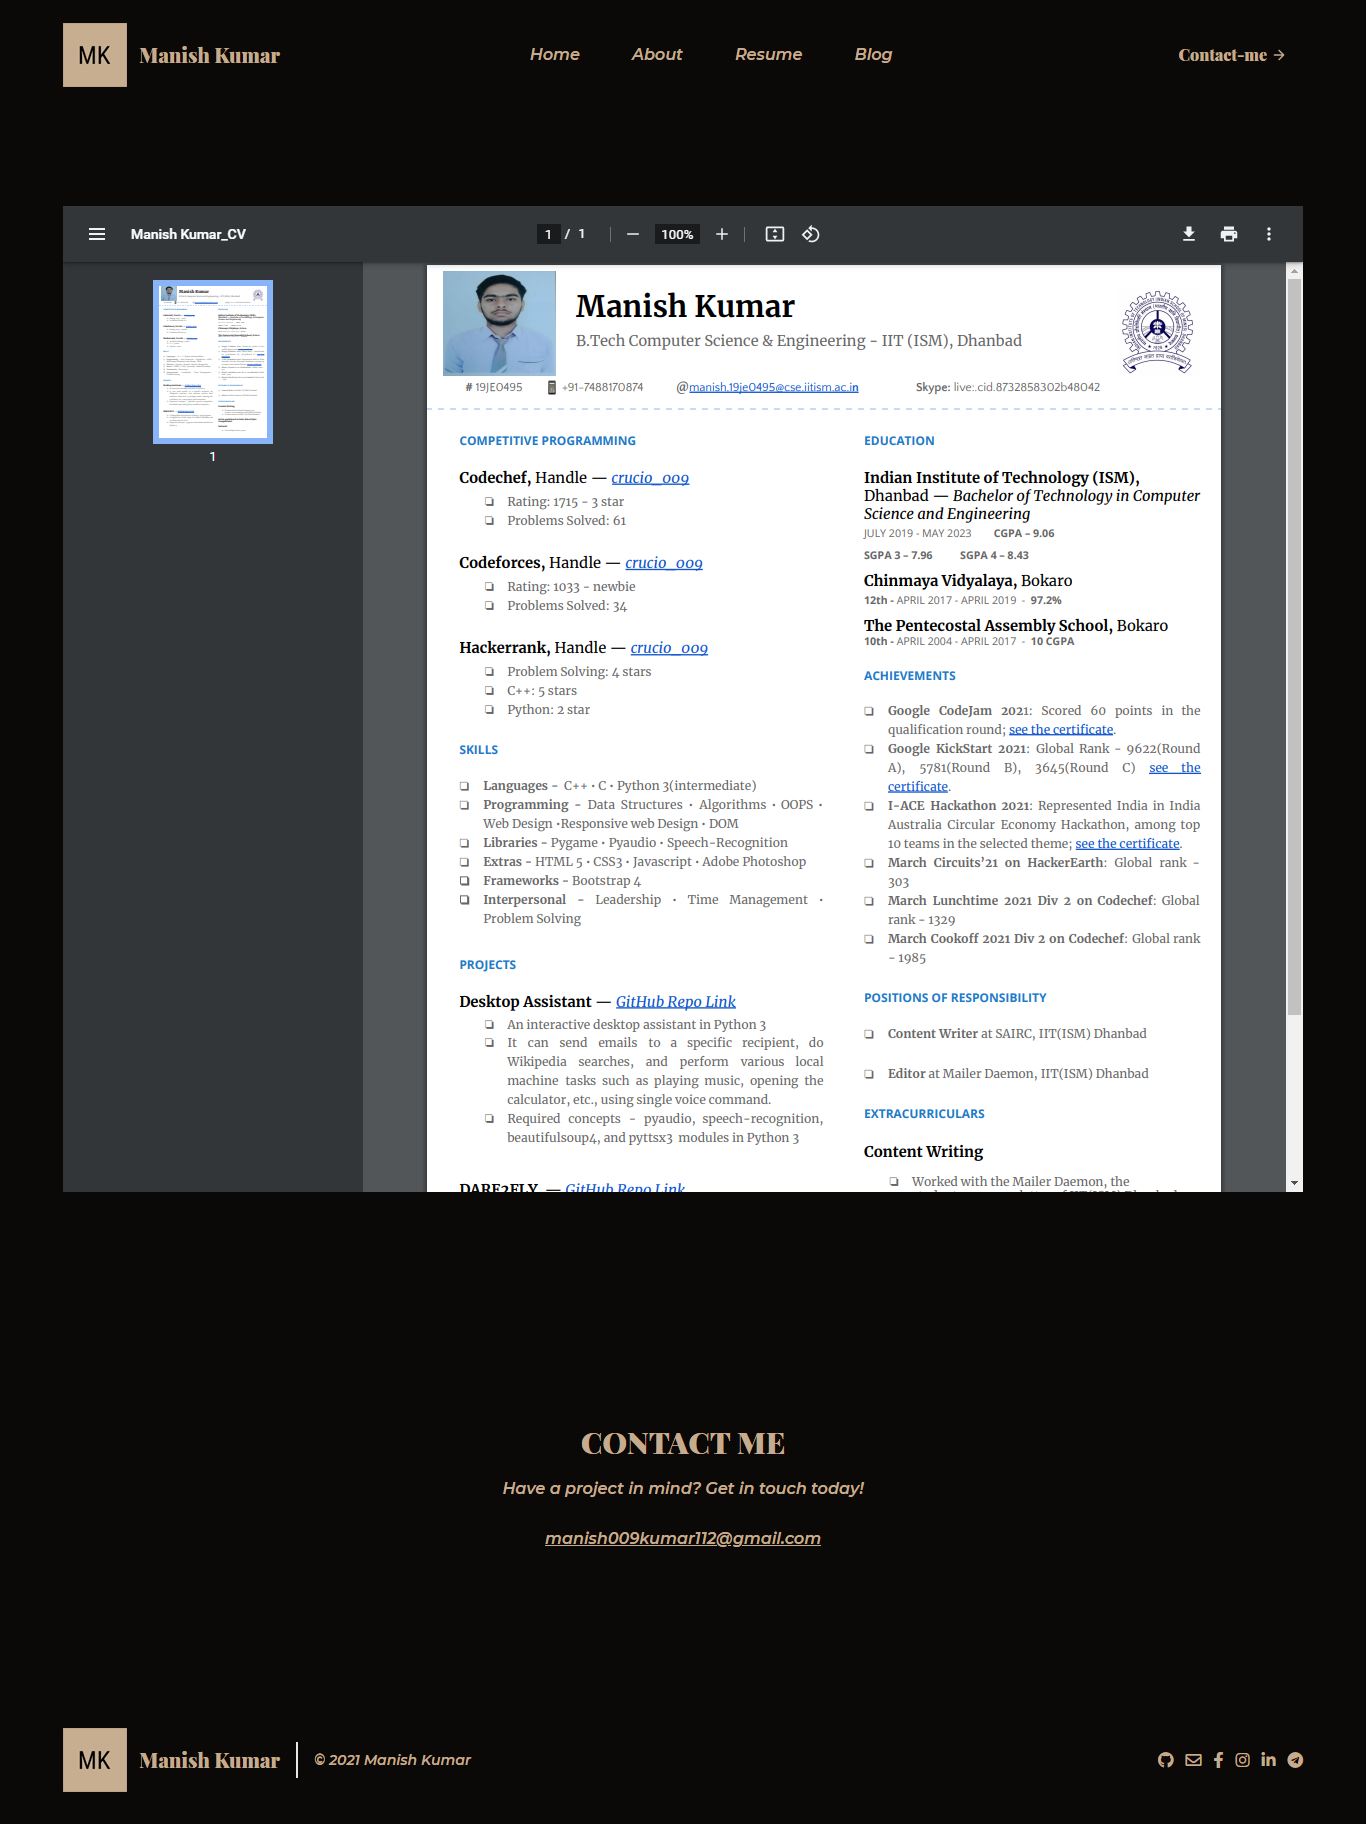 MK Manish Kumar Home About Resume Blog Contact-me
Manish Kumar_CV 1 / 1 100%
1
Manish Kumar
B.Tech Computer Science & Engineering - IIT (ISM), Dhanbad
# 19JE0495 +91-7488170874 @manish.19je0495@cse.iitism.ac.in Skype: live:.cid.8732858302b48042
COMPETITIVE PROGRAMMING
Codechef, Handle — crucio_009
Rating: 1715 - 3 star
Problems Solved: 61
Codeforces, Handle — crucio_009
Rating: 1033 - newbie
Problems Solved: 34
Hackerrank, Handle — crucio_009
Problem Solving: 4 stars
C++: 5 stars
Python: 2 star
SKILLS
Languages - C++ • C • Python 3(intermediate)
Programming - Data Structures • Algorithms • OOPS •
Web Design •Responsive web Design • DOM
Libraries - Pygame • Pyaudio • Speech-Recognition
Extras - HTML 5 • CSS3 • Javascript • Adobe Photoshop
Frameworks - Bootstrap 4
Interpersonal - Leadership • Time Management •
Problem Solving
PROJECTS
Desktop Assistant — GitHub Repo Link
An interactive desktop assistant in Python 3
It can send emails to a specific recipient, do
Wikipedia searches, and perform various local
machine tasks such as playing music, opening the
calculator, etc., using single voice command.
Required concepts - pyaudio, speech-recognition,
beautifulsoup4, and pyttsx3 modules in Python 3
DARE2FLY — GitHub Repo Link
EDUCATION
Indian Institute of Technology (ISM),
Dhanbad — Bachelor of Technology in Computer
Science and Engineering
JULY 2019 - MAY 2023 CGPA – 9.06
SGPA 3 – 7.96 SGPA 4 – 8.43
Chinmaya Vidyalaya, Bokaro
12th - APRIL 2017 - APRIL 2019 - 97.2%
The Pentecostal Assembly School, Bokaro
10th - APRIL 2004 - APRIL 2017 - 10 CGPA
ACHIEVEMENTS
Google CodeJam 2021: Scored 60 points in the
qualification round; see the certificate.
Google KickStart 2021: Global Rank - 9622(Round
A), 5781(Round B), 3645(Round C) see the
certificate.
I-ACE Hackathon 2021: Represented India in India
Australia Circular Economy Hackathon, among top
10 teams in the selected theme; see the certificate.
March Circuits’21 on HackerEarth: Global rank -
303
March Lunchtime 2021 Div 2 on Codechef: Global
rank - 1329
March Cookoff 2021 Div 2 on Codechef: Global rank
- 1985
POSITIONS OF RESPONSIBILITY
Content Writer at SAIRC, IIT(ISM) Dhanbad
Editor at Mailer Daemon, IIT(ISM) Dhanbad
EXTRACURRICULARS
Content Writing
Worked with the Mailer Daemon, the
CONTACT ME
Have a project in mind? Get in touch today!
manish009kumar112@gmail.com
MK Manish Kumar © 2021 Manish Kumar